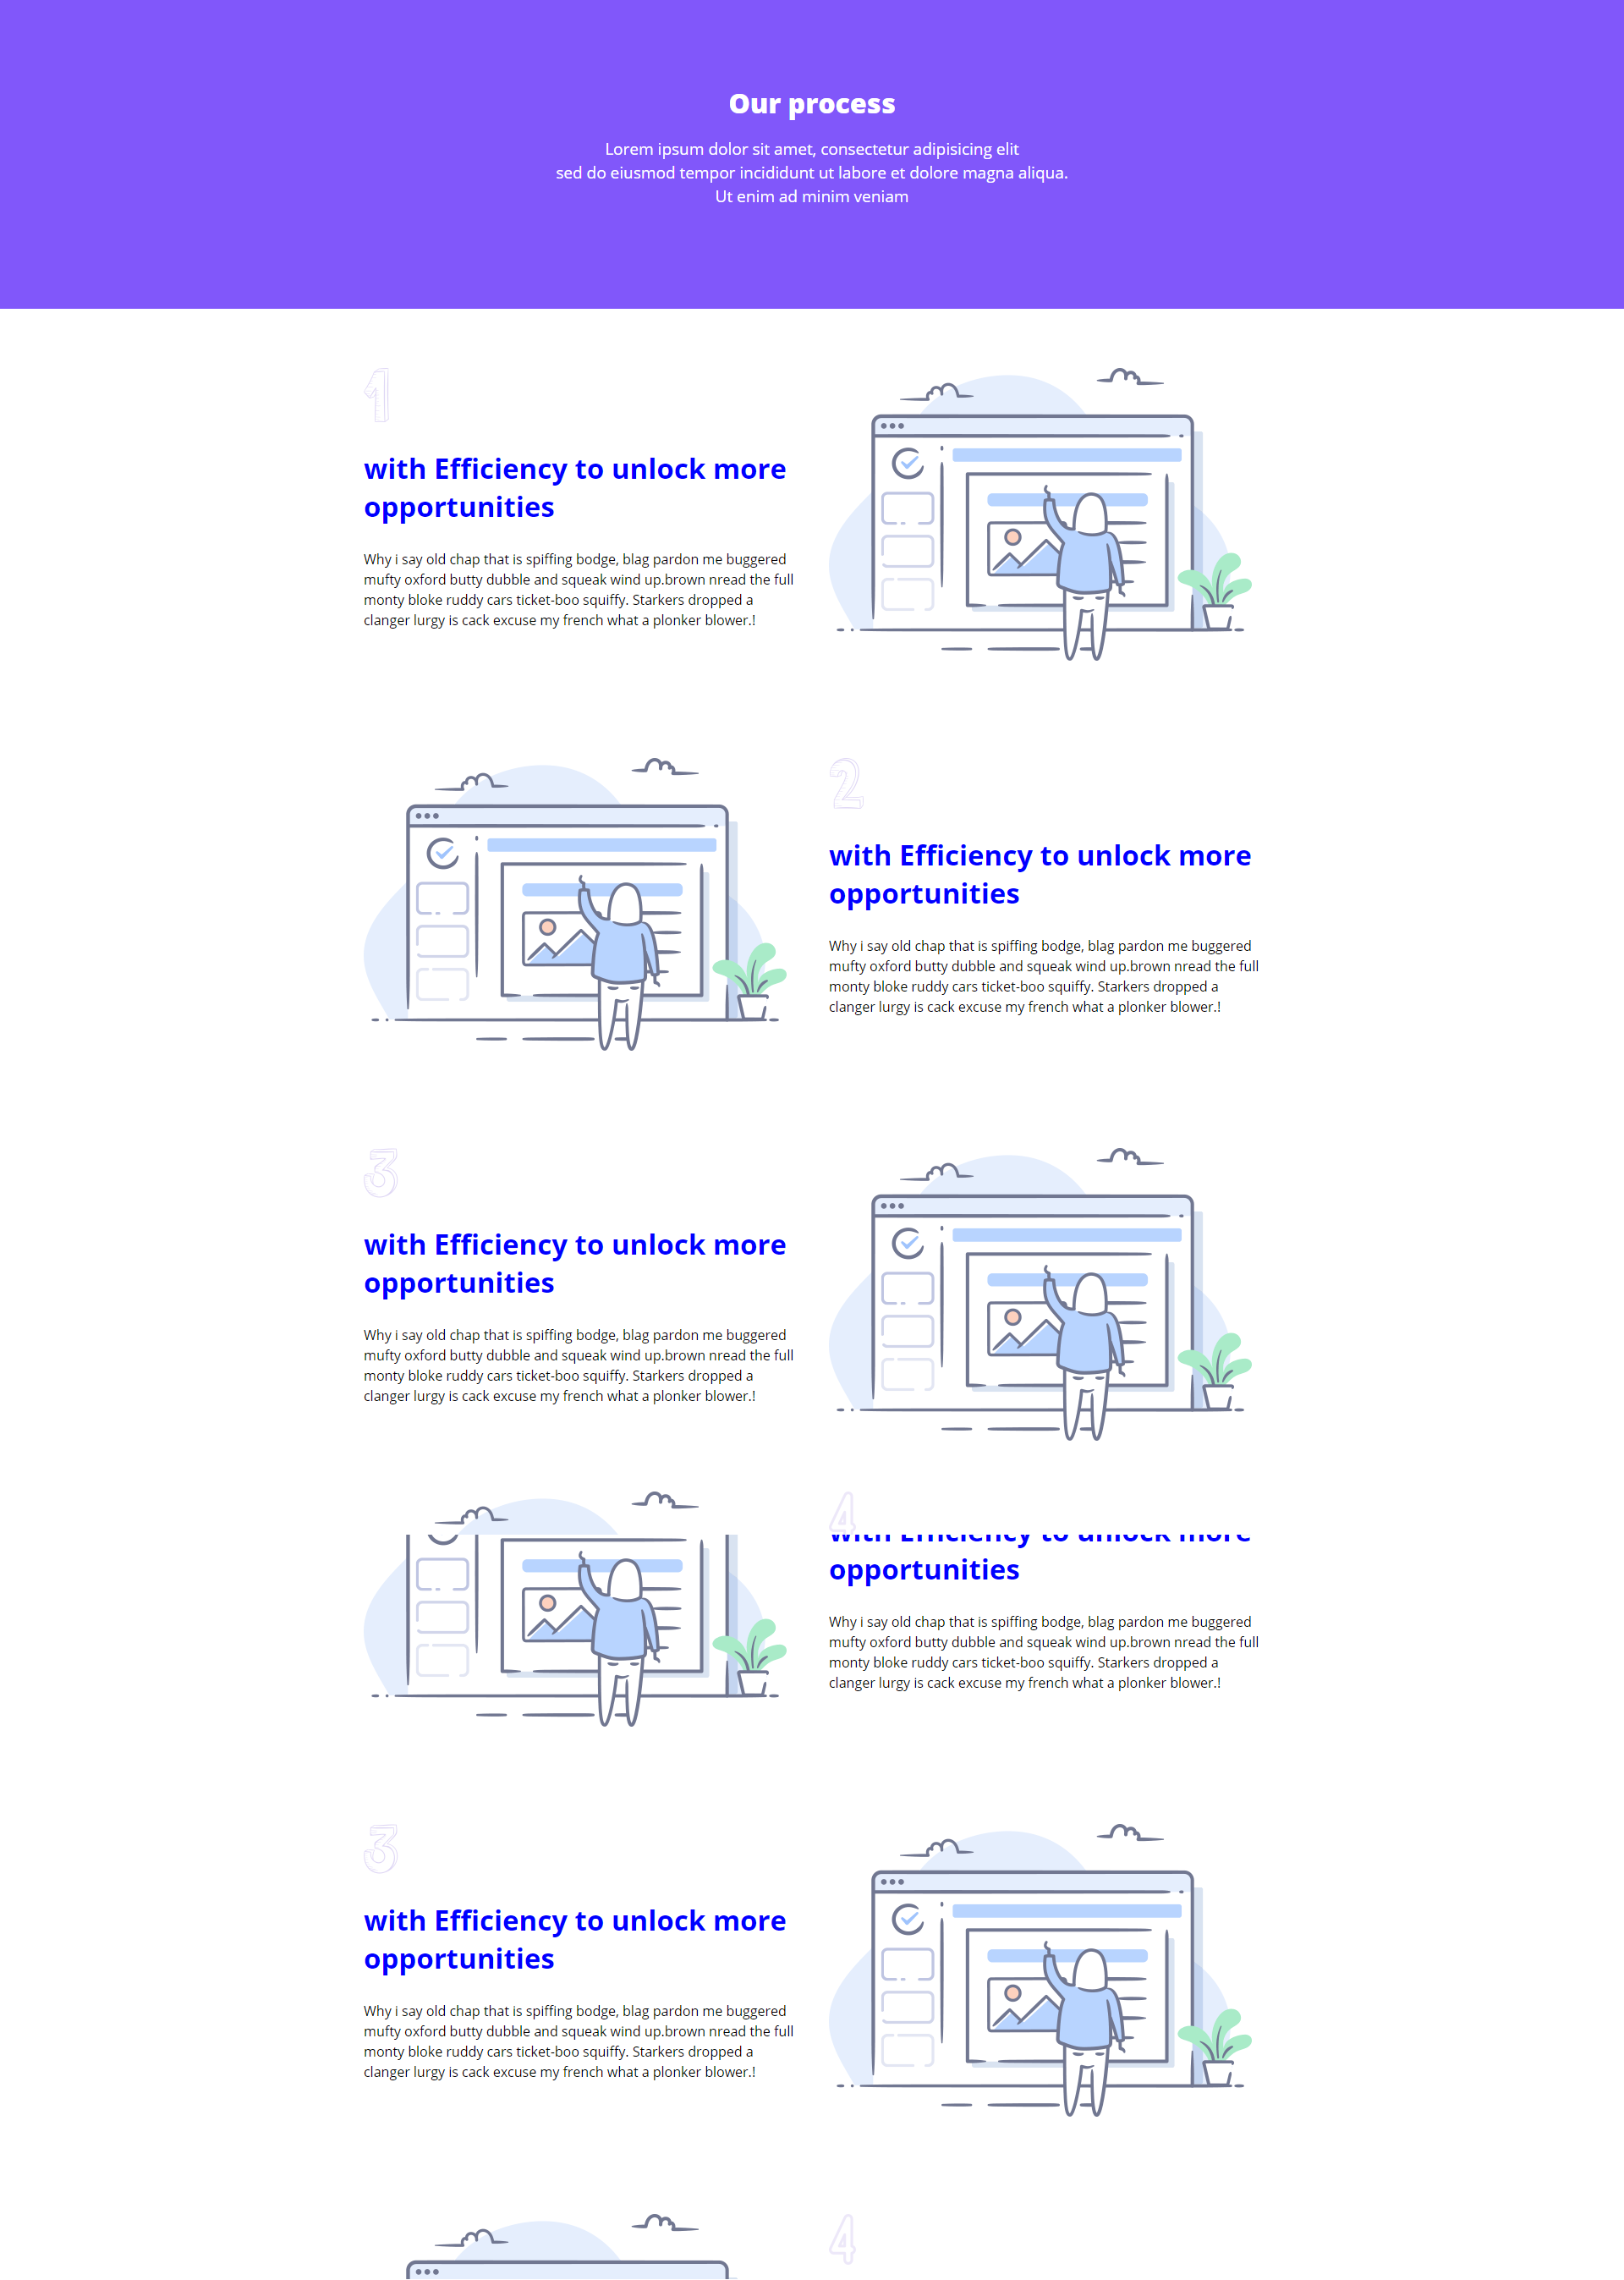 Our process
Lorem ipsum dolor sit amet, consectetur adipisicing elit
sed do eiusmod tempor incididunt ut labore et dolore magna aliqua.
Ut enim ad minim veniam
1
with Efficiency to unlock more
opportunities
Why i say old chap that is spiffing bodge, blag pardon me buggered
mufty oxford butty dubble and squeak wind up.brown nread the full
monty bloke ruddy cars ticket-boo squiffy. Starkers dropped a
clanger lurgy is cack excuse my french what a plonker blower.!
2
with Efficiency to unlock more
opportunities
Why i say old chap that is spiffing bodge, blag pardon me buggered
mufty oxford butty dubble and squeak wind up.brown nread the full
monty bloke ruddy cars ticket-boo squiffy. Starkers dropped a
clanger lurgy is cack excuse my french what a plonker blower.!
3
with Efficiency to unlock more
opportunities
Why i say old chap that is spiffing bodge, blag pardon me buggered
mufty oxford butty dubble and squeak wind up.brown nread the full
monty bloke ruddy cars ticket-boo squiffy. Starkers dropped a
clanger lurgy is cack excuse my french what a plonker blower.!
4
with Efficiency to unlock more
opportunities
Why i say old chap that is spiffing bodge, blag pardon me buggered
mufty oxford butty dubble and squeak wind up.brown nread the full
monty bloke ruddy cars ticket-boo squiffy. Starkers dropped a
clanger lurgy is cack excuse my french what a plonker blower.!
3
with Efficiency to unlock more
opportunities
Why i say old chap that is spiffing bodge, blag pardon me buggered
mufty oxford butty dubble and squeak wind up.brown nread the full
monty bloke ruddy cars ticket-boo squiffy. Starkers dropped a
clanger lurgy is cack excuse my french what a plonker blower.!
4